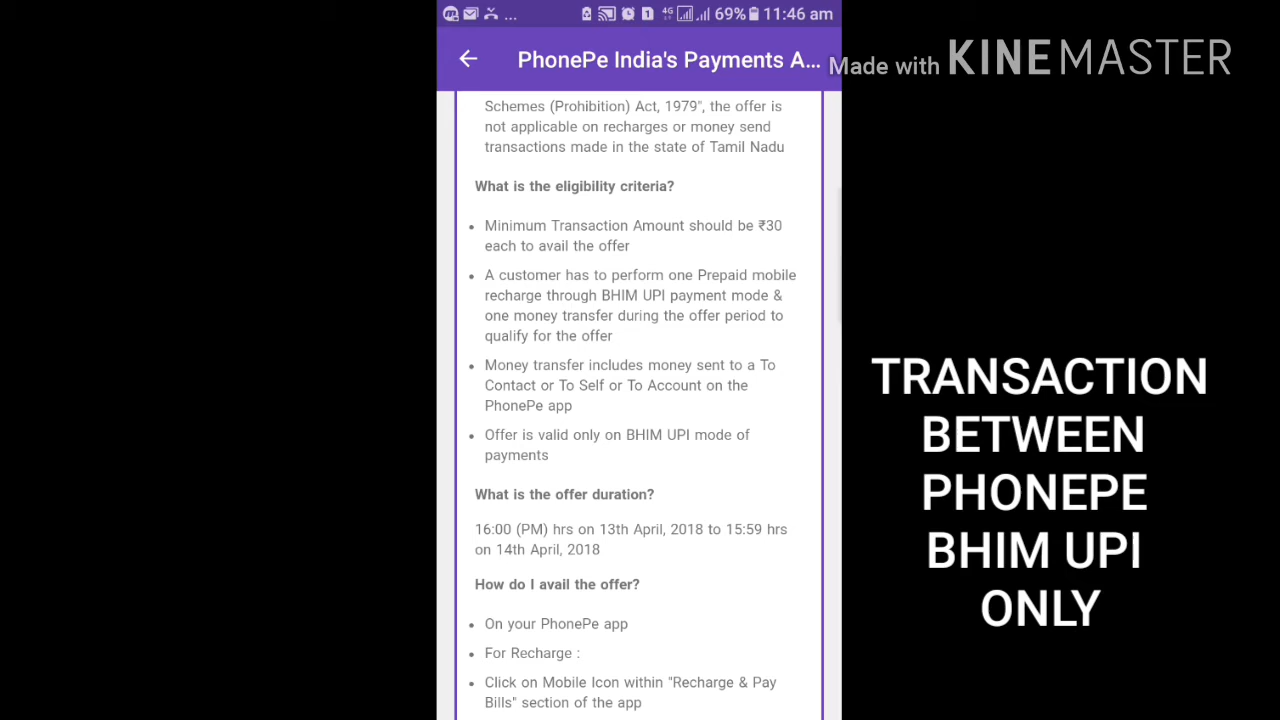 ... 4G 1 69% 11:46 am
PhonePe India's Payments A...
Made with KINEMASTER
Schemes (Prohibition) Act, 1979", the offer is
not applicable on recharges or money send
transactions made in the state of Tamil Nadu
What is the eligibility criteria?
• Minimum Transaction Amount should be ₹30
each to avail the offer
• A customer has to perform one Prepaid mobile
recharge through BHIM UPI payment mode &
one money transfer during the offer period to
qualify for the offer
• Money transfer includes money sent to a To
Contact or To Self or To Account on the
PhonePe app
• Offer is valid only on BHIM UPI mode of
payments
What is the offer duration?
16:00 (PM) hrs on 13th April, 2018 to 15:59 hrs
on 14th April, 2018
How do I avail the offer?
• On your PhonePe app
• For Recharge :
• Click on Mobile Icon within "Recharge & Pay
Bills" section of the app
TRANSACTION
BETWEEN
PHONEPE
BHIM UPI
ONLY